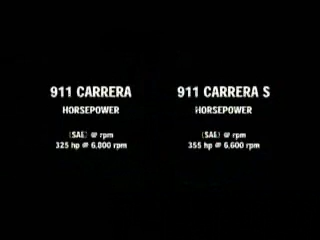 911 CARRERA
HORSEPOWER
(SAE) @ rpm
325 hp @ 6,800 rpm
911 CARRERA S
HORSEPOWER
(SAE) @ rpm
355 hp @ 6,600 rpm